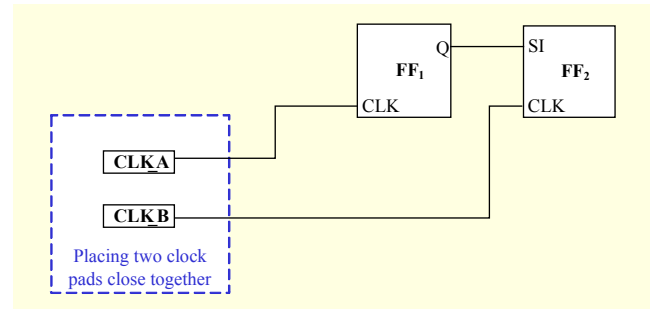 Q
SI
FF₁
FF₂
CLK
CLK
CLK_A
CLK_B
Placing two clock
pads close together